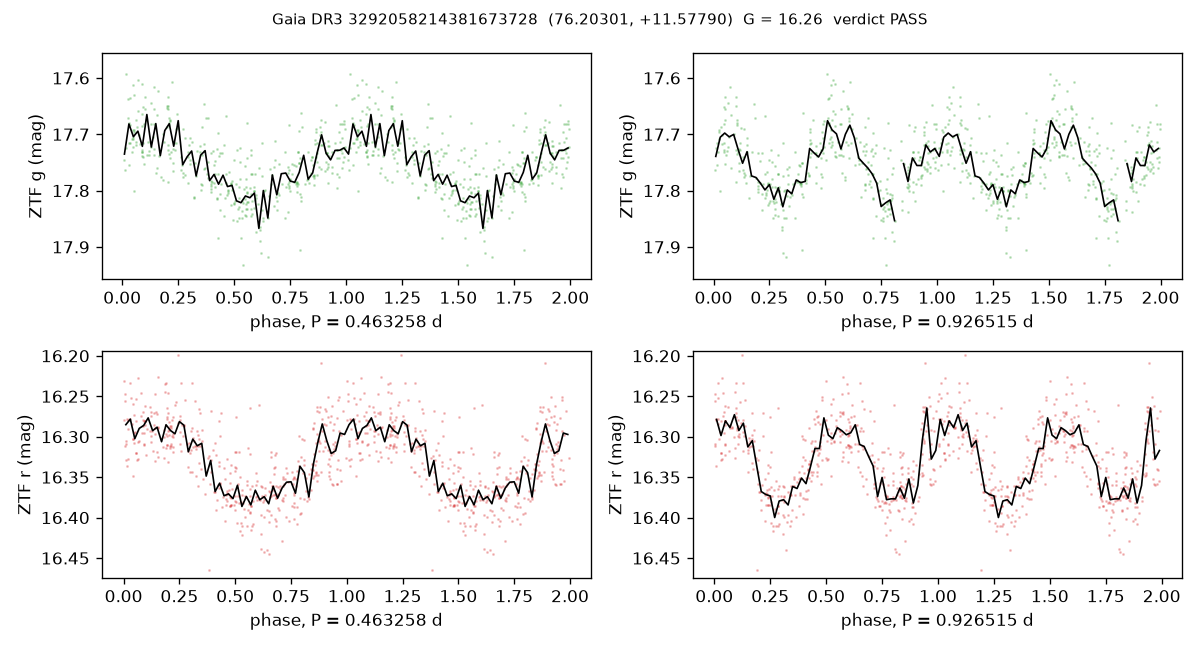 Gaia DR3 3292058214381673728 (76.20301, +11.57790) G = 16.26 verdict PASS
ZTF g (mag)
17.6
17.7
17.8
17.9
0.00 0.25 0.50 0.75 1.00 1.25 1.50 1.75 2.00
phase, P = 0.463258 d
ZTF g (mag)
17.6
17.7
17.8
17.9
0.00 0.25 0.50 0.75 1.00 1.25 1.50 1.75 2.00
phase, P = 0.926515 d
ZTF r (mag)
16.20
16.25
16.30
16.35
16.40
16.45
0.00 0.25 0.50 0.75 1.00 1.25 1.50 1.75 2.00
phase, P = 0.463258 d
ZTF r (mag)
16.20
16.25
16.30
16.35
16.40
16.45
0.00 0.25 0.50 0.75 1.00 1.25 1.50 1.75 2.00
phase, P = 0.926515 d